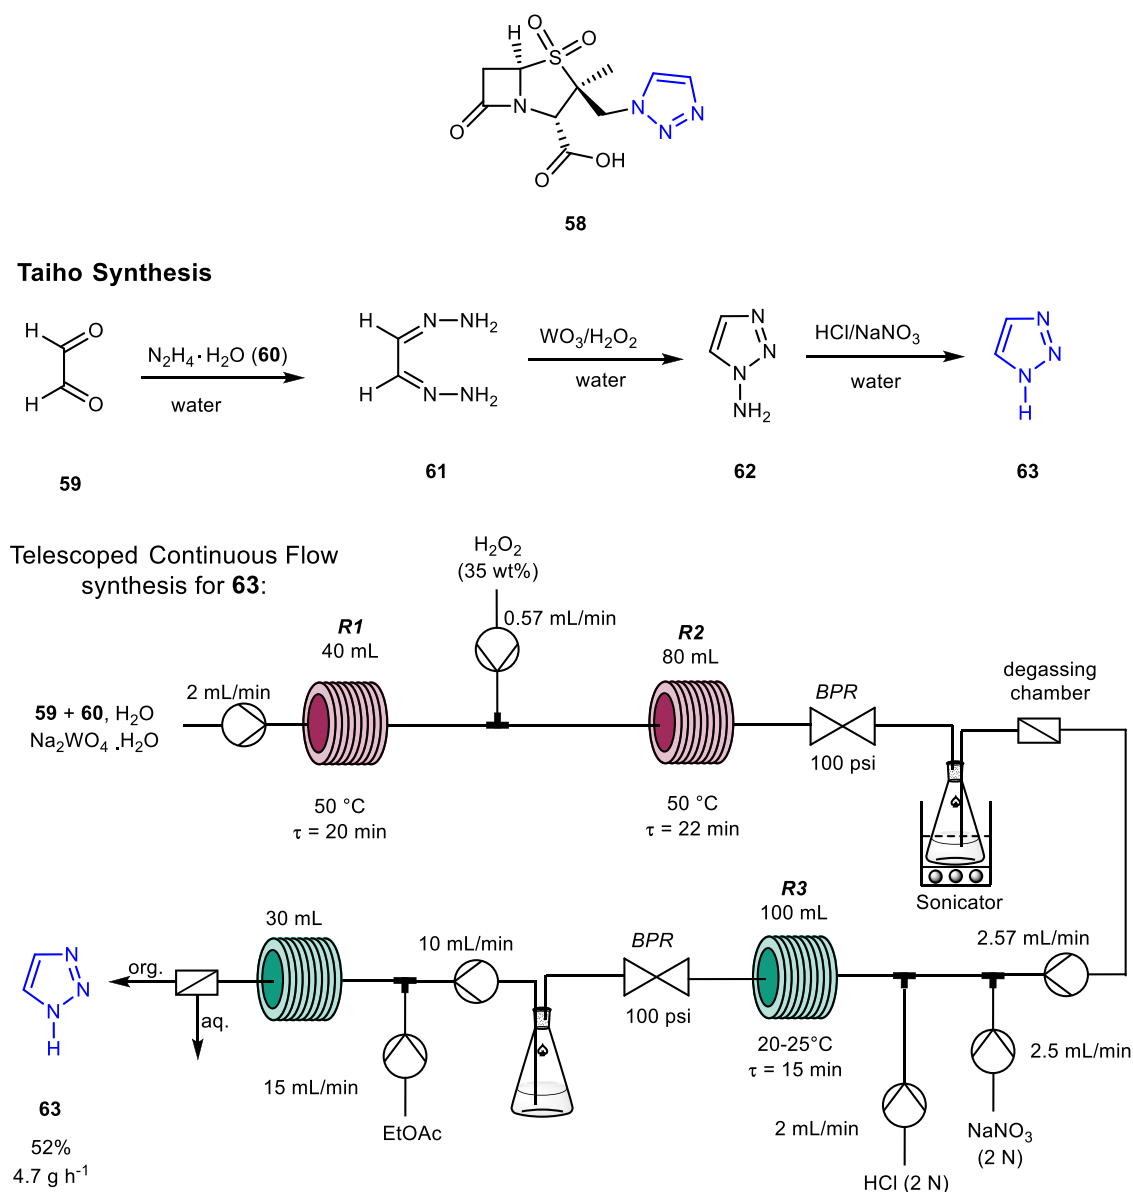 H
O
O
S
N
O
N
N
N
O
OH
58
Taiho Synthesis
H
O
H
O
59
N2H4·H2O (60)
water
H
N–NH2
H
N–NH2
61
WO3/H2O2
water
N
N
N
NH2
62
HCl/NaNO3
water
N
N
N
H
63
Telescoped Continuous Flow
synthesis for 63:
H2O2
(35 wt%)
0.57 mL/min
59 + 60, H2O
Na2WO4 .H2O
2 mL/min
R1
40 mL
50 °C
τ = 20 min
R2
80 mL
50 °C
τ = 22 min
BPR
100 psi
degassing
chamber
Sonicator
2.57 mL/min
2.5 mL/min
NaNO3
(2 N)
2 mL/min
HCl (2 N)
R3
100 mL
20-25°C
τ = 15 min
BPR
100 psi
10 mL/min
15 mL/min
EtOAc
30 mL
org.
aq.
N
N
N
H
63
52%
4.7 g h-1